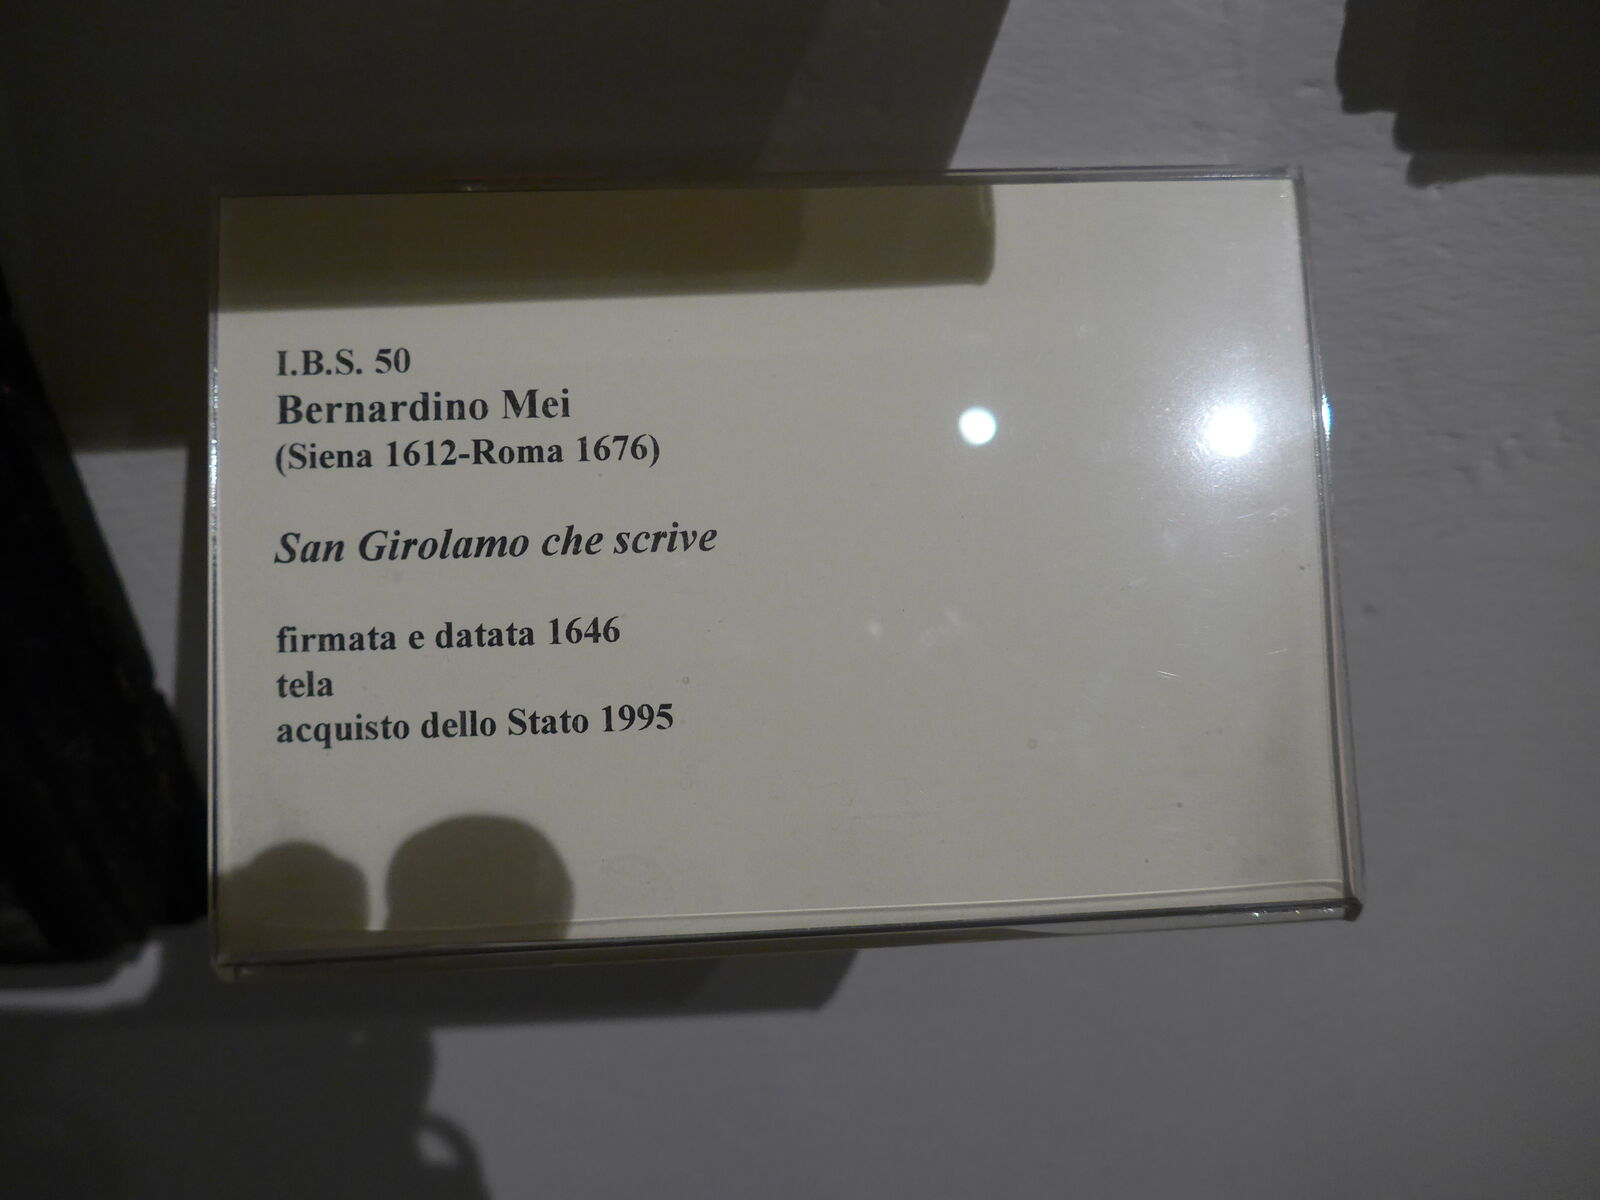 I.B.S. 50
Bernardino Mei
(Siena 1612-Roma 1676)
San Girolamo che scrive
firmata e datata 1646
tela
acquisto dello Stato 1995